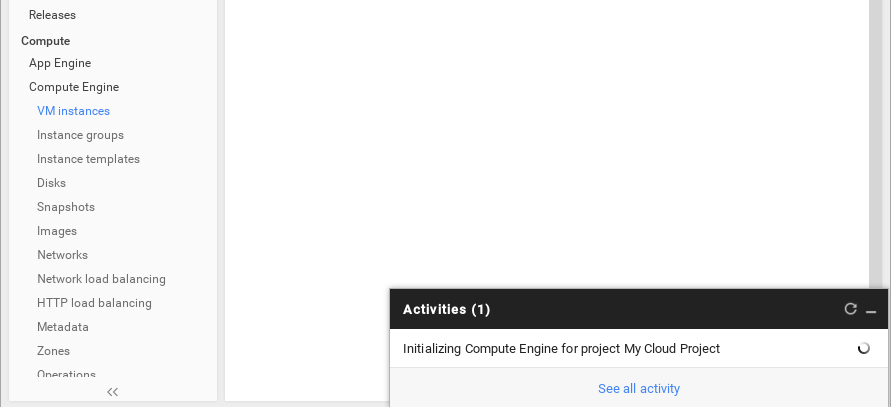 Releases
Compute
App Engine
Compute Engine
VM instances
Instance groups
Instance templates
Disks
Snapshots
Images
Networks
Network load balancing
HTTP load balancing
Metadata
Zones
Operations
Activities (1)
Initializing Compute Engine for project My Cloud Project
See all activity